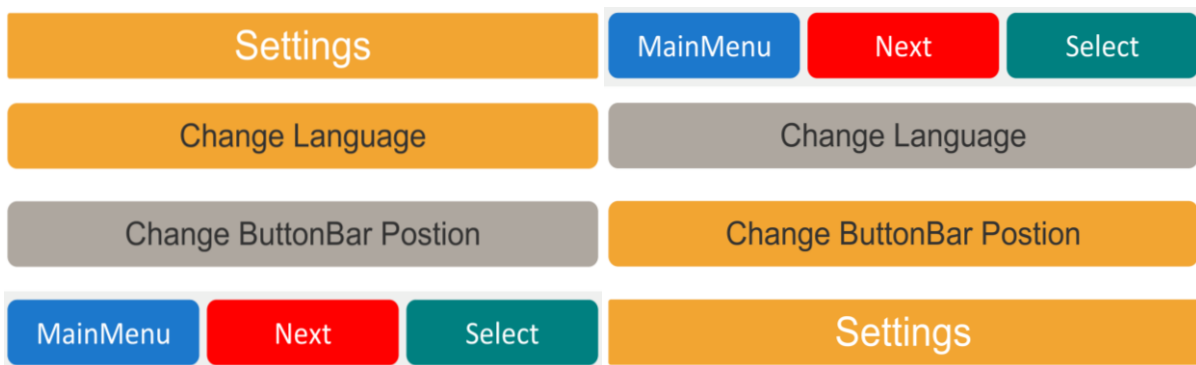 Settings
Change Language
Change ButtonBar Postion
MainMenu Next Select
MainMenu Next Select
Change Language
Change ButtonBar Postion
Settings